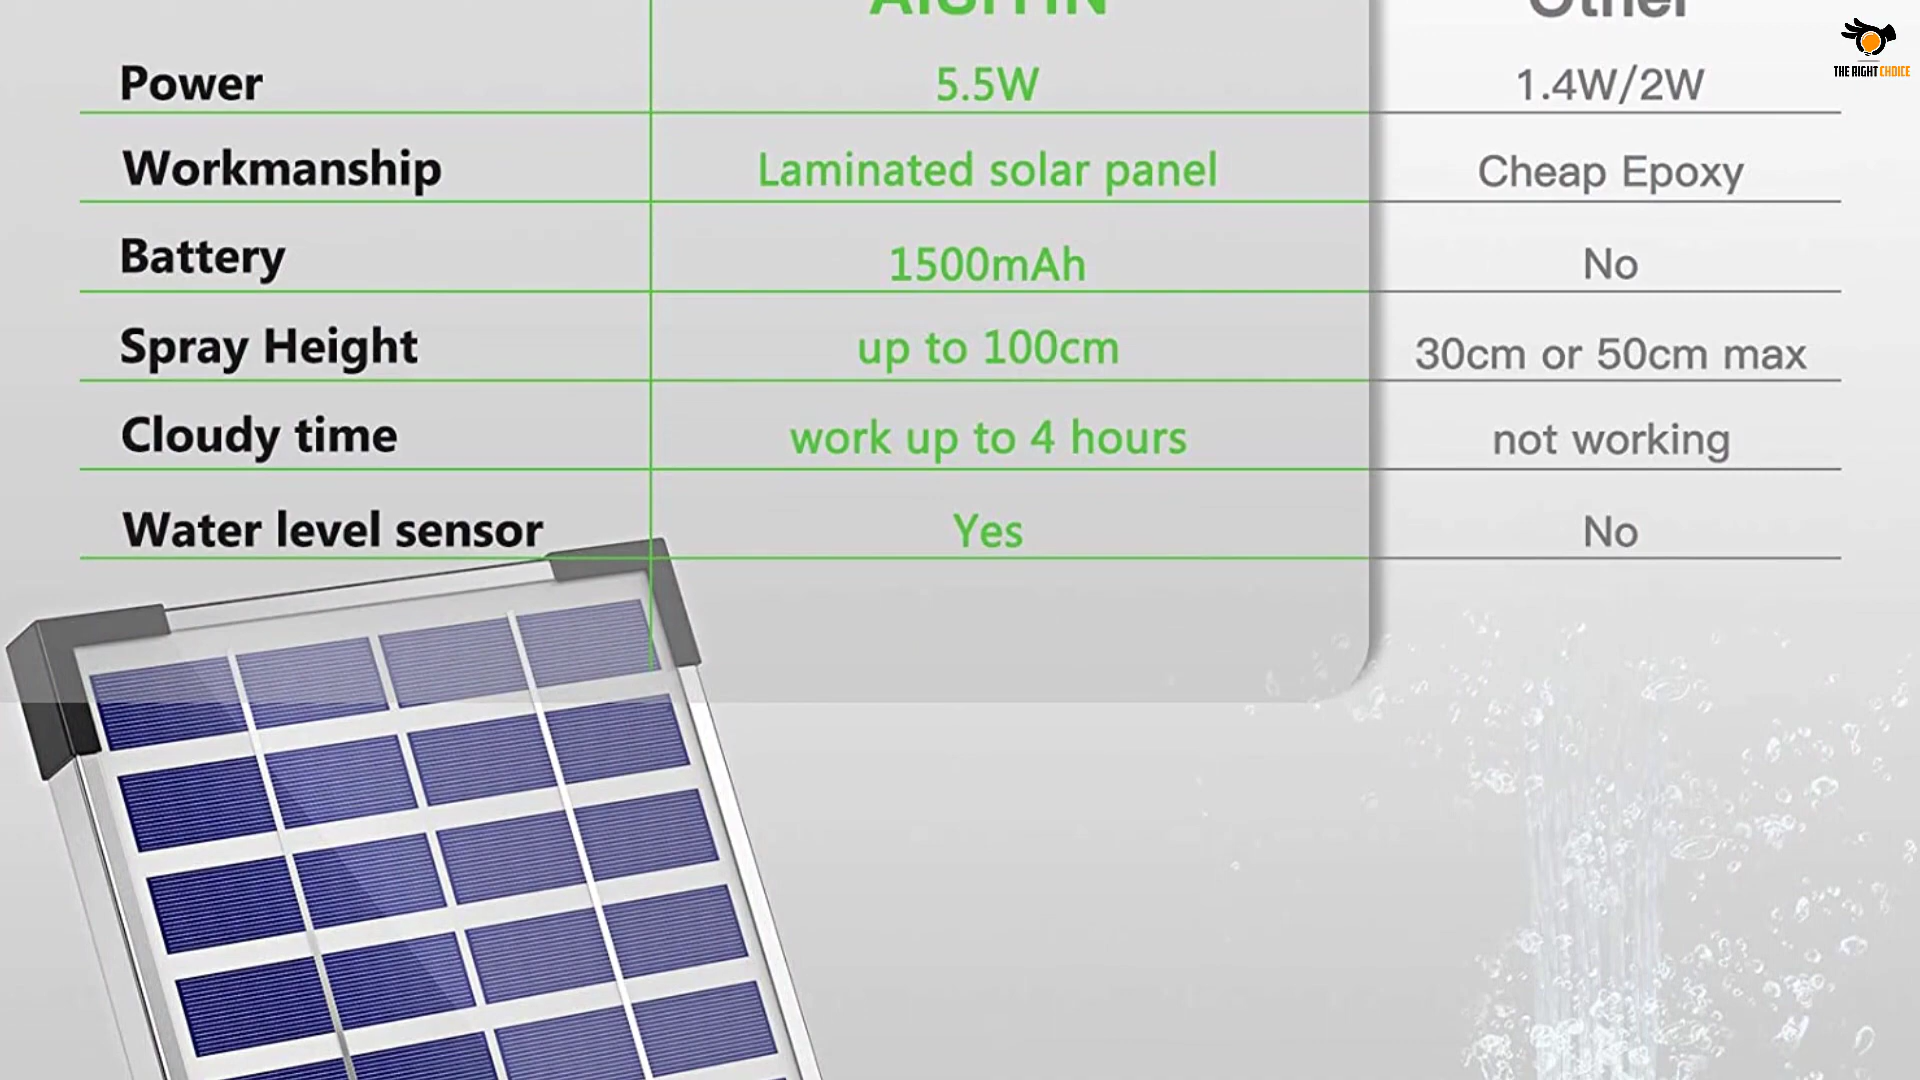 AISITIN Other
THE RIGHT CHOICE
Power 5.5W 1.4W/2W
Workmanship Laminated solar panel Cheap Epoxy
Battery 1500mAh No
Spray Height up to 100cm 30cm or 50cm max
Cloudy time work up to 4 hours not working
Water level sensor Yes No